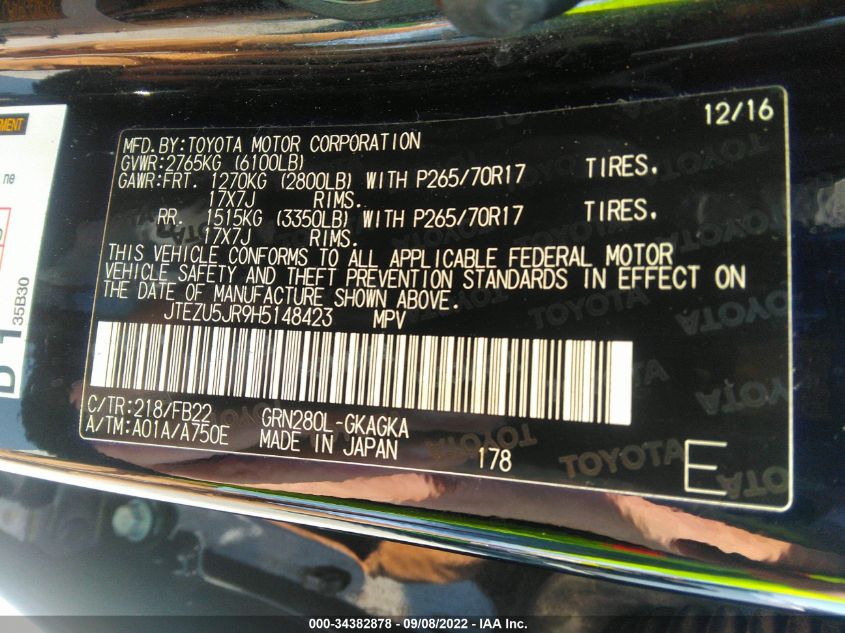 12/16
MFD.BY:TOYOTA MOTOR CORPORATION
GVWR:2765KG (6100LB)
GAWR:FRT. 1270KG (2800LB) WITH P265/70R17 TIRES.
17X7J RIMS.
RR. 1515KG (3350LB) WITH P265/70R17 TIRES.
17X7J RIMS.
THIS VEHICLE CONFORMS TO ALL APPLICABLE FEDERAL MOTOR
VEHICLE SAFETY AND THEFT PREVENTION STANDARDS IN EFFECT ON
THE DATE OF MANUFACTURE SHOWN ABOVE.
JTEZU5JR9H5148423 MPV
C/TR:218/FB22 GRN280L-GKAGKA
A/TM:A01A/A750E MADE IN JAPAN 178 E
TOYOTA TOYOTA
35B30
ne
000-34382878 - 09/08/2022 - IAA Inc.